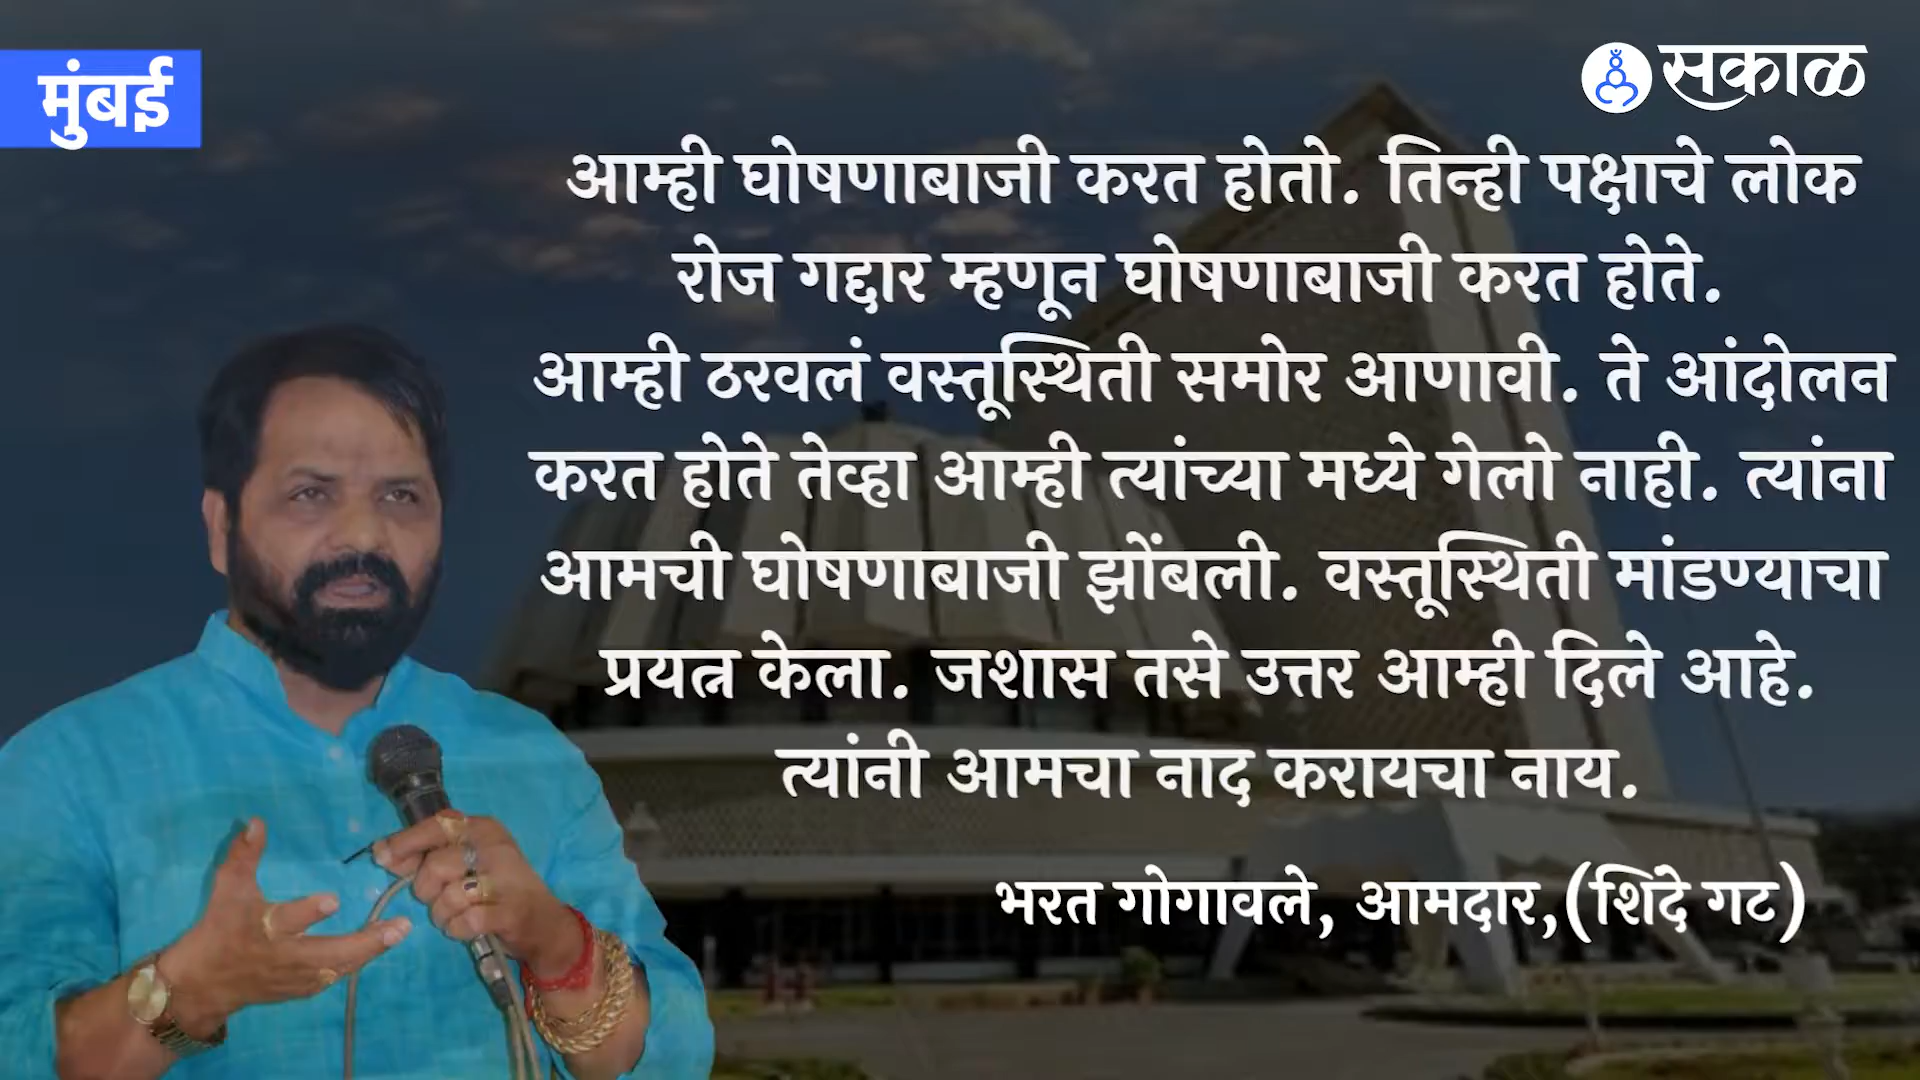 मुंबई
सकाळ
आम्ही घोषणाबाजी करत होतो. तिन्ही पक्षाचे लोक
रोज गद्दार म्हणून घोषणाबाजी करत होते.
आम्ही ठरवलं वस्तूस्थिती समोर आणावी. ते आंदोलन
करत होते तेव्हा आम्ही त्यांच्या मध्ये गेलो नाही. त्यांना
आमची घोषणाबाजी झोंबली. वस्तूस्थिती मांडण्याचा
प्रयत्न केला. जशास तसे उत्तर आम्ही दिले आहे.
त्यांनी आमचा नाद करायचा नाय.
भरत गोगावले, आमदार,(शिंदे गट)